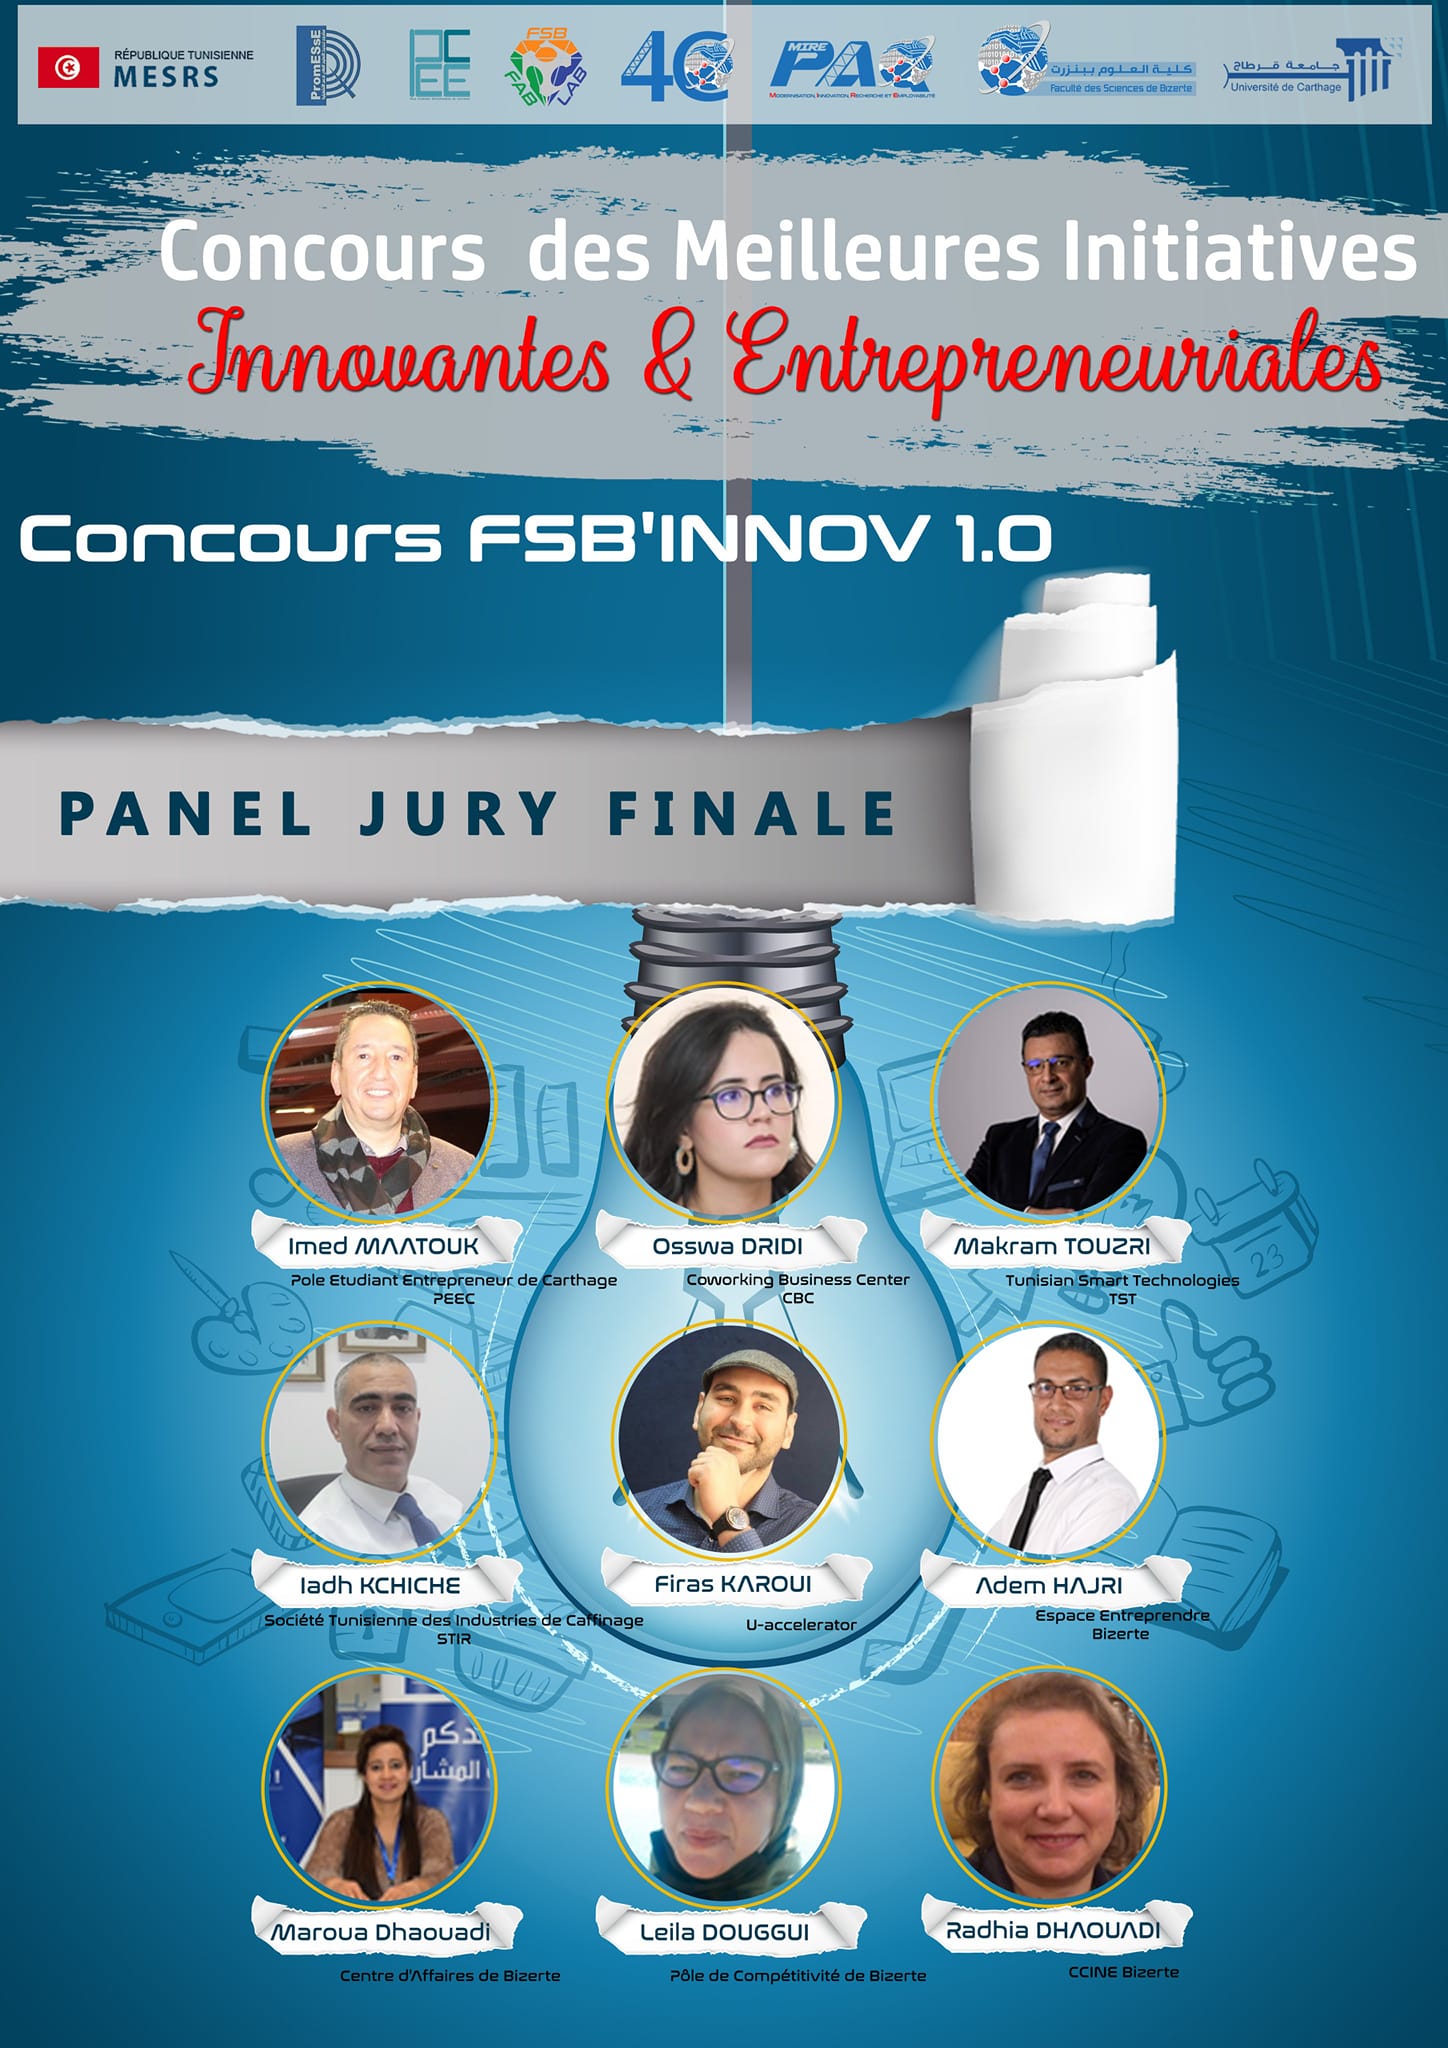 RÉPUBLIQUE TUNISIENNE
MESRS
PromESsE
PCEE
FSB
FAB LAB
40
MIRE
PAQ
MODERNISATION, INNOVATION, RECHERCHE ET EMPLOYABILITÉ
كلية العلوم ببنزرت
Faculté des Sciences de Bizerte
جامعة قرطاج
Université de Carthage
Concours des Meilleures Initiatives
Innovantes & Entrepreneuriales
Concours FSB'INNOV 1.0
PANEL JURY FINALE
Imed MAATOUK
Pole Etudiant Entrepreneur de Carthage
PEEC
Osswa DRIDI
Coworking Business Center
CBC
Makram TOUZRI
Tunisian Smart Technologies
TST
23
Iadh KCHICHE
Société Tunisienne des Industries de Caffinage
STIR
Firas KAROUI
U-accelerator
Adem HAJRI
Espace Entreprendre
Bizerte
Maroua Dhaouadi
Centre d'Affaires de Bizerte
Leila DOUGGUI
Pôle de Compétitivité de Bizerte
Radhia DHAOUADI
CCINE Bizerte